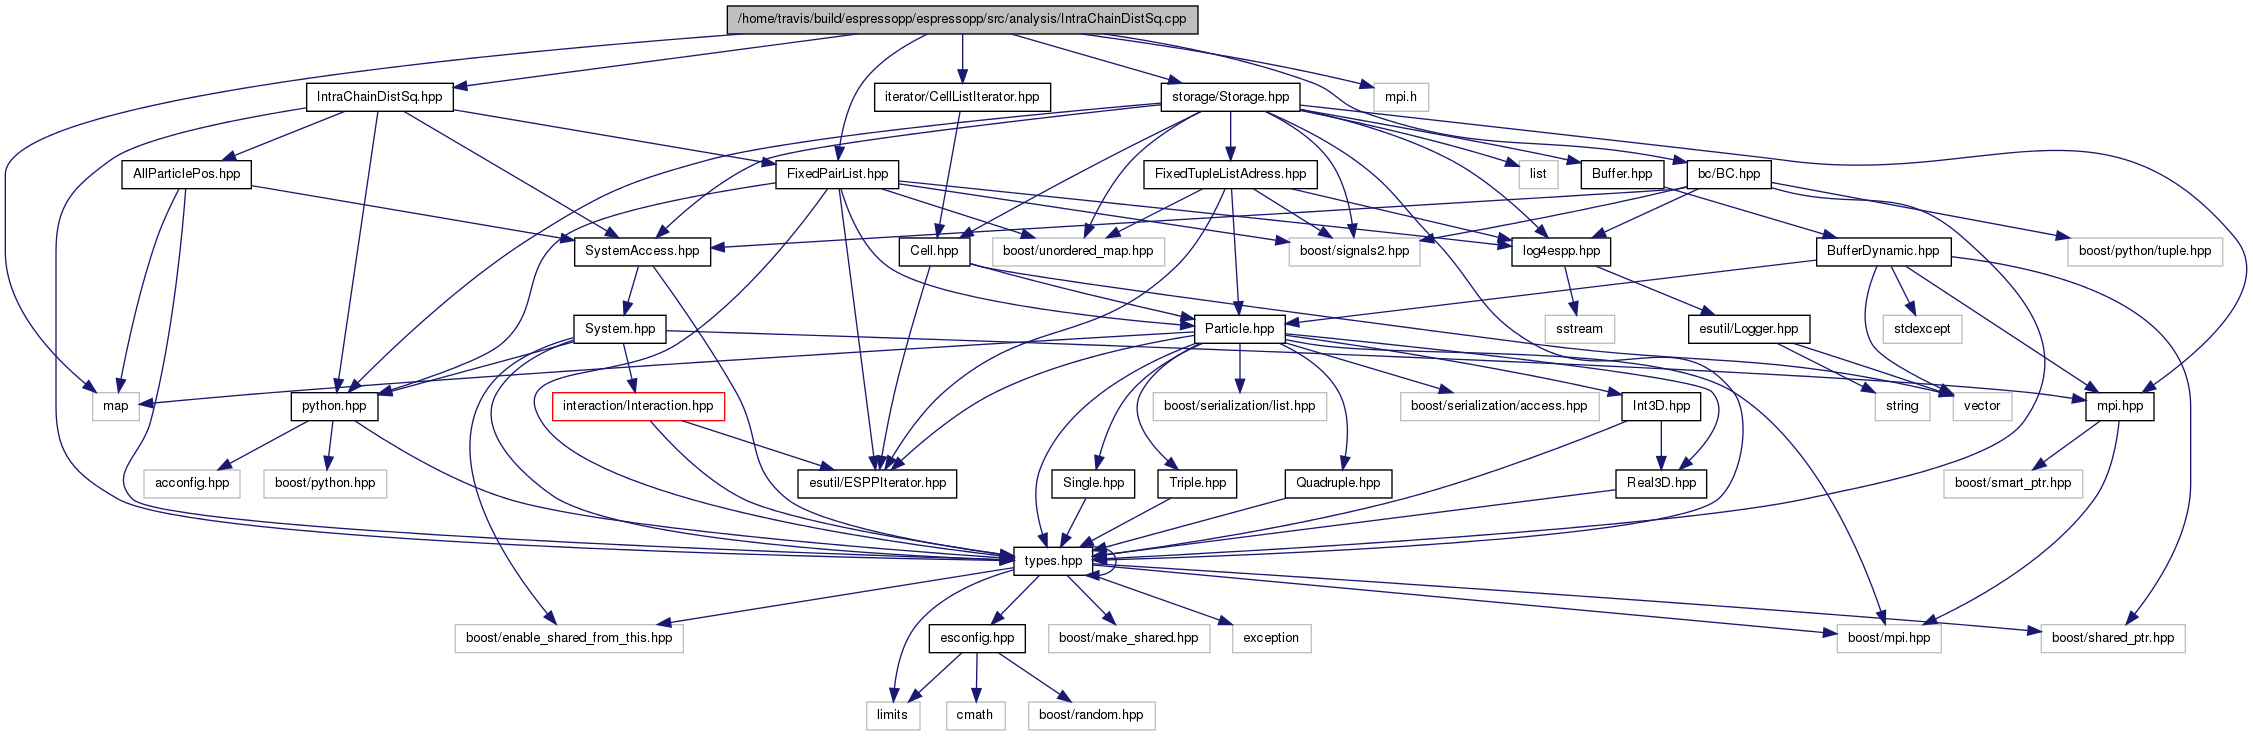 /home/travis/build/espressopp/espressopp/src/analysis/IntraChainDistSq.cpp
IntraChainDistSq.hpp
iterator/CellListIterator.hpp
storage/Storage.hpp
mpi.h
AllParticlePos.hpp
FixedPairList.hpp
FixedTupleListAdress.hpp
list
Buffer.hpp
bc/BC.hpp
SystemAccess.hpp
Cell.hpp
boost/unordered_map.hpp
boost/signals2.hpp
log4espp.hpp
BufferDynamic.hpp
boost/python/tuple.hpp
System.hpp
Particle.hpp
sstream
esutil/Logger.hpp
stdexcept
map
python.hpp
interaction/Interaction.hpp
boost/serialization/list.hpp
boost/serialization/access.hpp
Int3D.hpp
string
vector
mpi.hpp
acconfig.hpp
boost/python.hpp
esutil/ESPPIterator.hpp
Single.hpp
Triple.hpp
Quadruple.hpp
Real3D.hpp
boost/smart_ptr.hpp
types.hpp
boost/enable_shared_from_this.hpp
esconfig.hpp
boost/make_shared.hpp
exception
boost/mpi.hpp
boost/shared_ptr.hpp
limits
cmath
boost/random.hpp